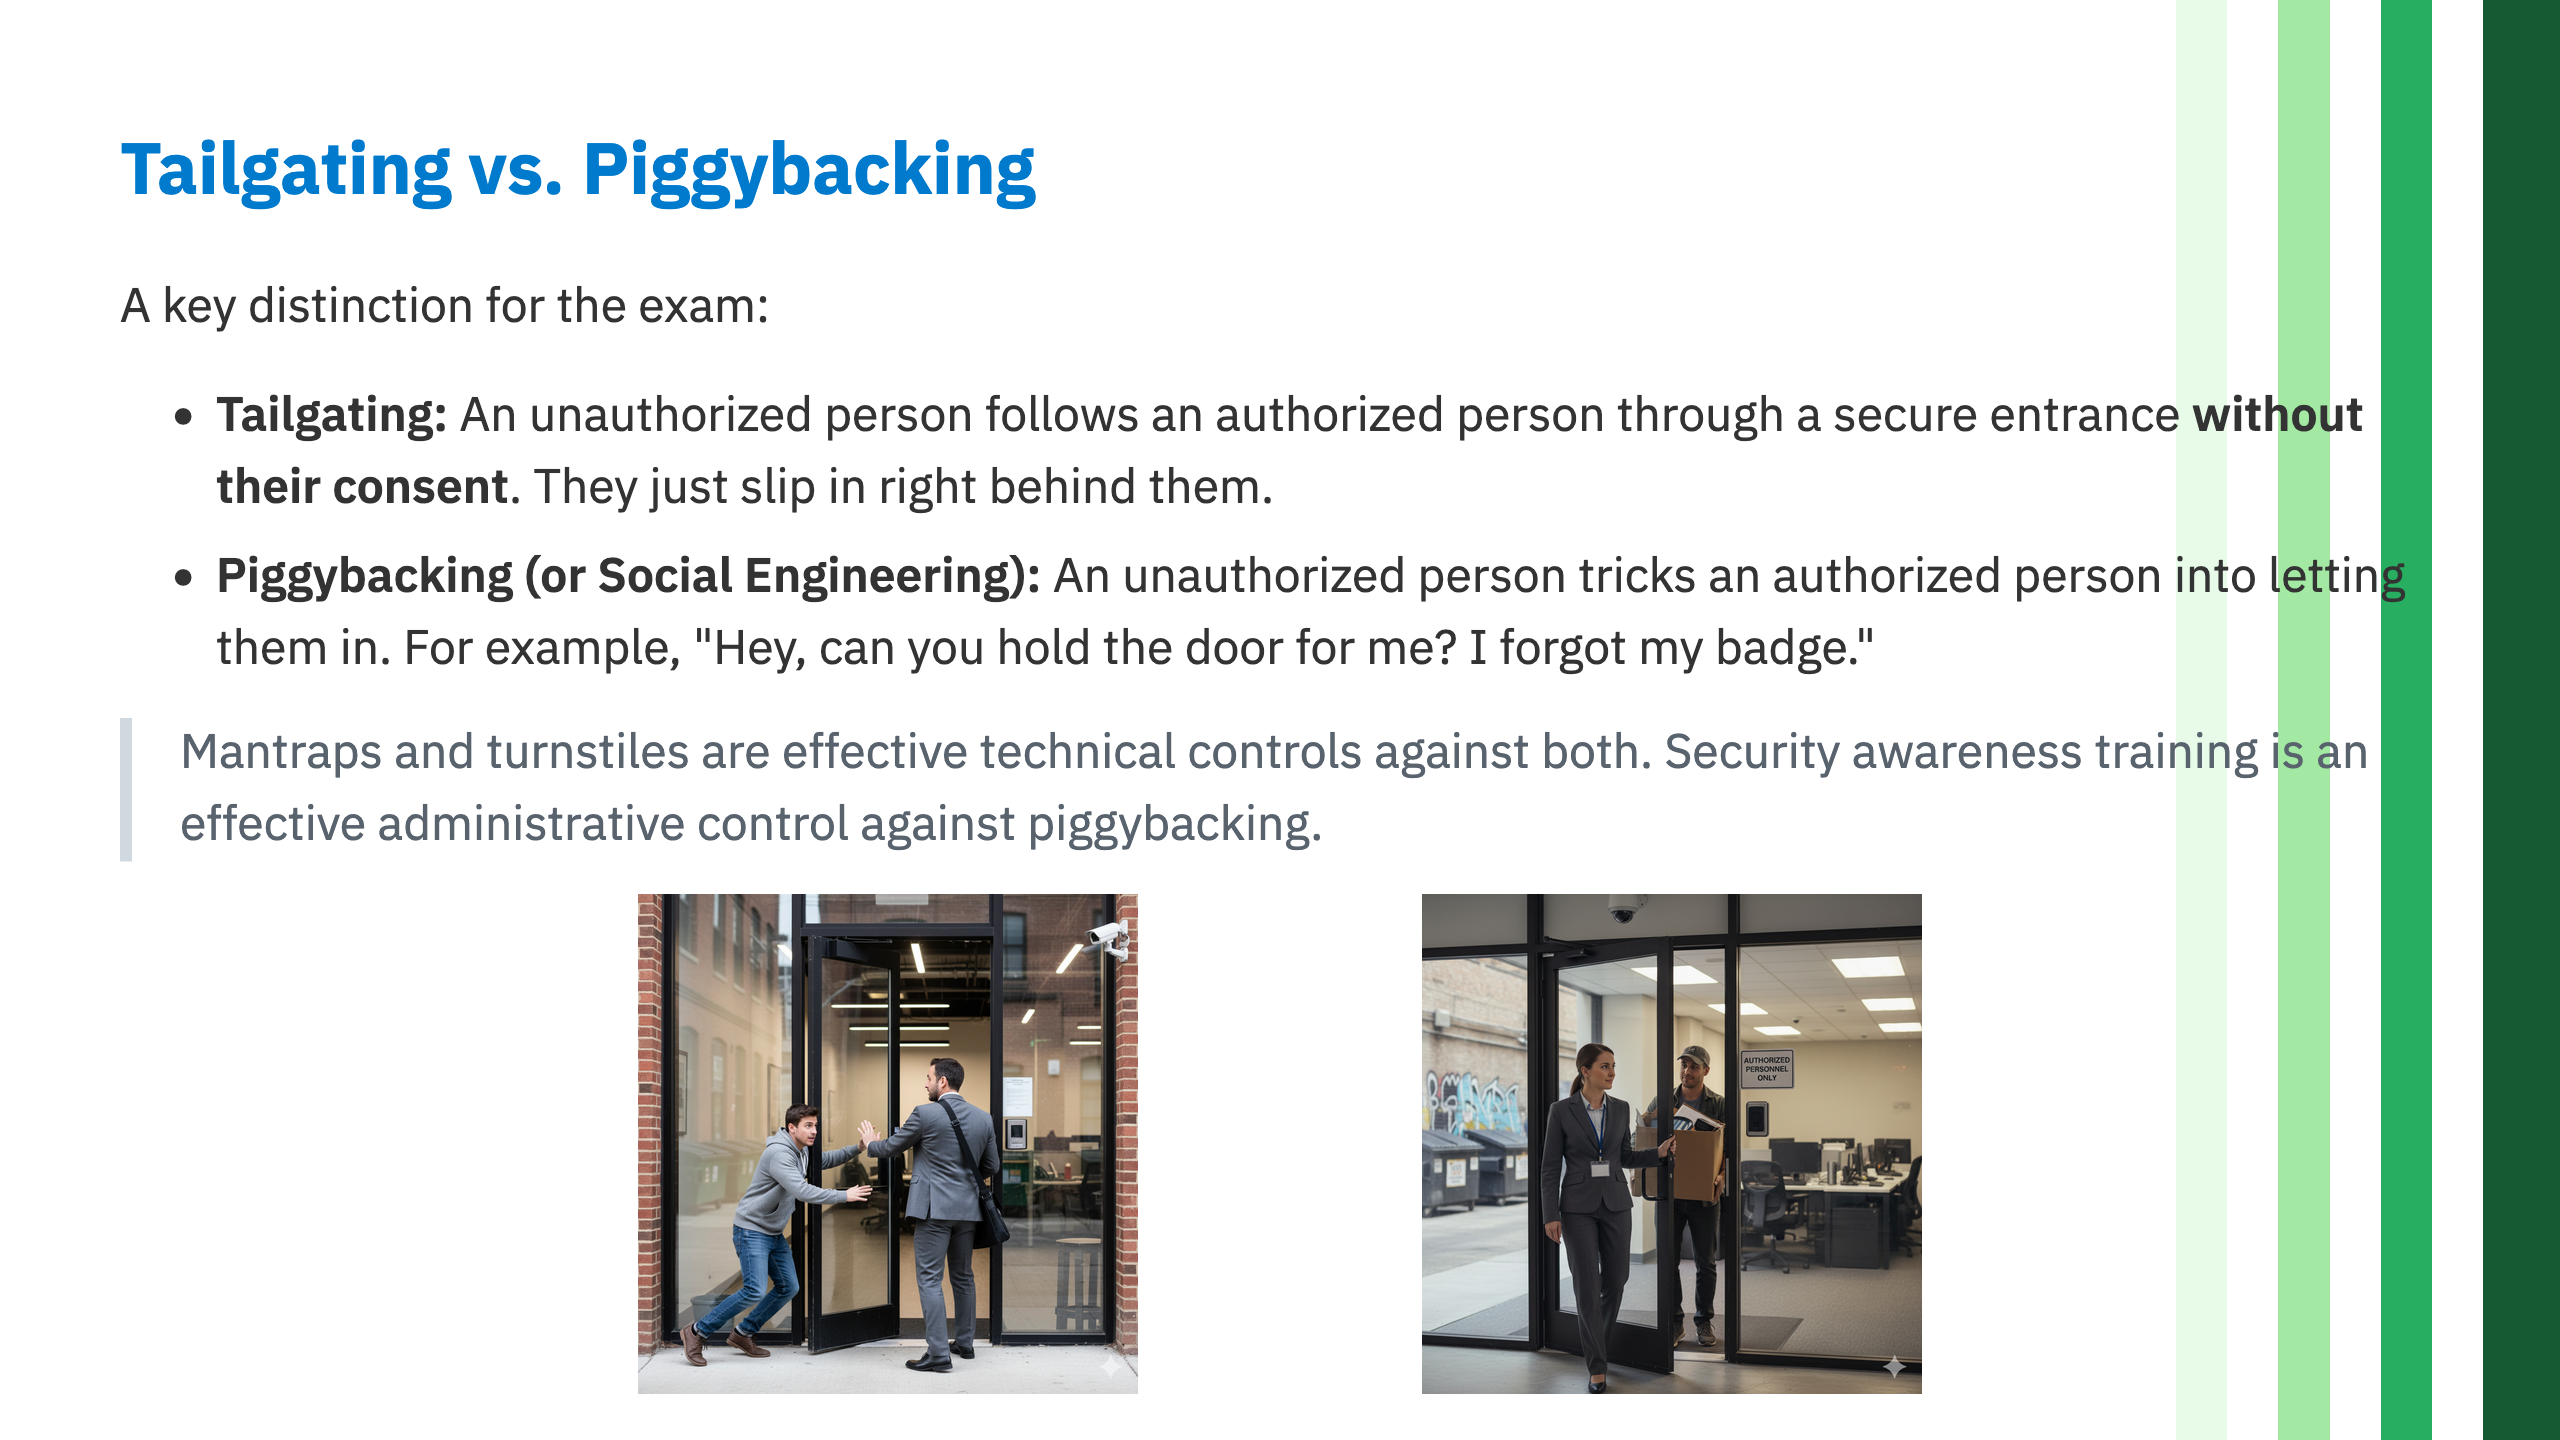 Tailgating vs. Piggybacking
A key distinction for the exam:
• Tailgating: An unauthorized person follows an authorized person through a secure entrance without
their consent. They just slip in right behind them.
• Piggybacking (or Social Engineering): An unauthorized person tricks an authorized person into letting
them in. For example, "Hey, can you hold the door for me? I forgot my badge."
Mantraps and turnstiles are effective technical controls against both. Security awareness training is an
effective administrative control against piggybacking.
AUTHORIZED
PERSONNEL
ONLY